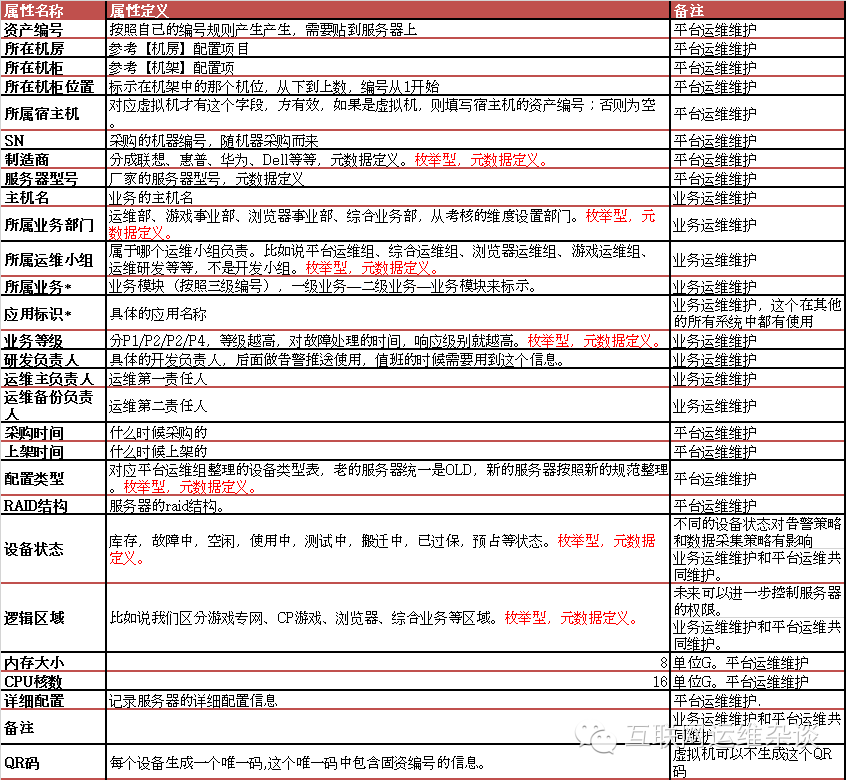 属性名称 属性定义 备注
资产编号 按照自己的编号规则产生产生，需要贴到服务器上 平台运维维护
所在机房 参考【机房】配置项目 平台运维维护
所在机柜 参考【机架】配置项 平台运维维护
所在机柜位置 标示在机架中的那个机位，从下到上数，编号从1开始 平台运维维护
所属宿主机 对应虚拟机才有这个字段，方有效，如果是虚拟机，则填写宿主机的资产编号；否则为空 平台运维维护
。
SN 采购的机器编号，随机器采购而来 平台运维维护
制造商 分成联想、惠普、华为、Dell等等，元数据定义。枚举型，元数据定义。 平台运维维护
服务器型号 厂家的服务器型号，元数据定义 平台运维维护
主机名 业务的主机名 业务运维维护
所属业务部门 运维部、游戏事业部、浏览器事业部、综合业务部，从考核的维度设置部门。枚举型，元 业务运维维护
数据定义。
所属运维小组 属于哪个运维小组负责。比如说平台运维组、综合运维组、浏览器运维组、游戏运维组、 业务运维维护
运维研发等等，不是开发小组。枚举型，元数据定义。
所属业务* 业务模块（按照三级编号），一级业务—二级业务—业务模块来标示。 业务运维维护
应用标识* 具体的应用名称 业务运维维护，这个在其他
的所有系统中都有使用
业务等级 分P1/P2/P2/P4，等级越高，对故障处理的时间，响应级别就越高。枚举型，元数据定义。 业务运维维护
研发负责人 具体的开发负责人，后面做告警推送使用，值班的时候需要用到这个信息。 业务运维维护
运维主负责人 运维第一责任人 业务运维维护
运维备份负责 运维第二责任人 业务运维维护
人
采购时间 什么时候采购的 平台运维维护
上架时间 什么时候上架的 平台运维维护
配置类型 对应平台运维组整理的设备类型表，老的服务器统一是OLD，新的服务器按照新的规范整理 平台运维维护
。枚举型，元数据定义。
RAID结构 服务器的raid结构。 平台运维维护
设备状态 库存，故障中，空闲，使用中，测试中，搬迁中，已过保，预占等状态。枚举型，元数据 不同的设备状态对告警策略
定义。 和数据采集策略有影响
业务运维维护和平台运维共
同维护。
逻辑区域 比如说我们区分游戏专网、CP游戏、浏览器、综合业务等区域。枚举型，元数据定义。 未来可以进一步控制服务器
的权限。
业务运维维护和平台运维共
同维护。
内存大小 8 单位G。平台运维维护
CPU核数 16 单位G。平台运维维护
详细配置 记录服务器的详细配置信息 平台运维维护.
备注 业务运维维护和平台运维共
同维护
QR码 每个设备生成一个唯一码,这个唯一码中包含固资编号的信息。 虚拟机可以不生成这个QR
码
互联网运维杂谈